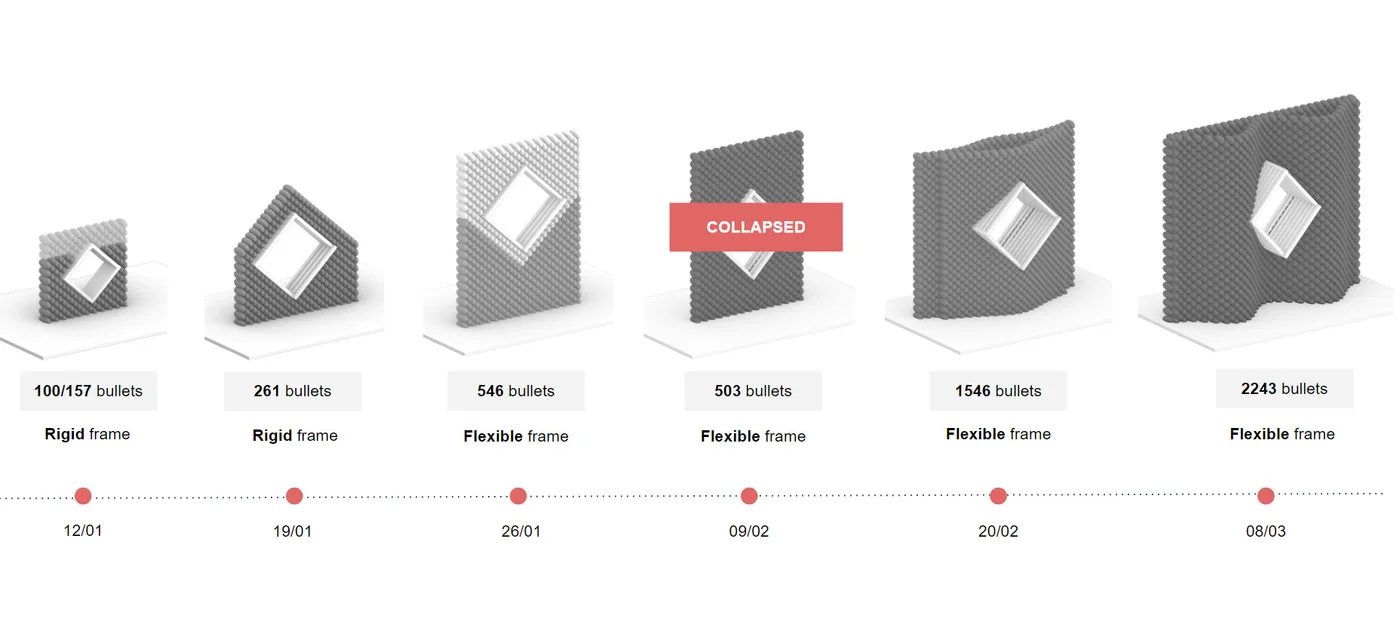 COLLAPSED
100/157 bullets
261 bullets
546 bullets
503 bullets
1546 bullets
2243 bullets
Rigid frame
Rigid frame
Flexible frame
Flexible frame
Flexible frame
Flexible frame
12/01
19/01
26/01
09/02
20/02
08/03